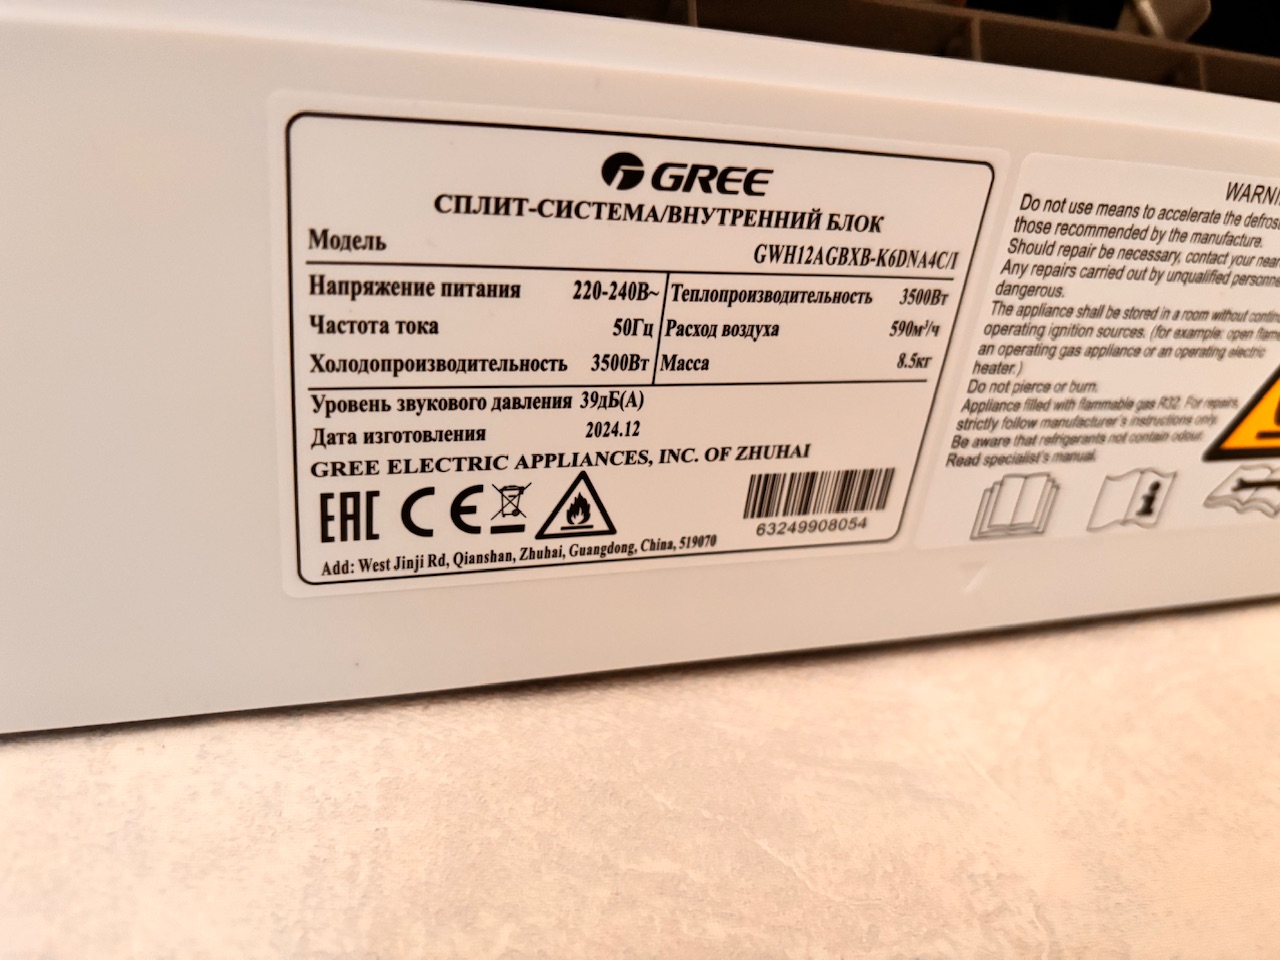 GREE
СПЛИТ-СИСТЕМА/ВНУТРЕННИЙ БЛОК
Модель GWH12AGBXB-K6DNA4C/I
Напряжение питания 220-240В~ Теплопроизводительность 3500Вт
Частота тока 50Гц Расход воздуха 590м³/ч
Холодопроизводительность 3500Вт Масса 8.5кг
Уровень звукового давления 39дБ(А)
Дата изготовления 2024.12
GREE ELECTRIC APPLIANCES, INC. OF ZHUHAI
EAC CE
63249908054
Add: West Jinji Rd, Qianshan, Zhuhai, Guangdong, China, 519070
Do not use means to accelerate the
those recommended by the manufacture.
Should repair be necessary, contact your
Any repairs carried out by unqualified
dangerous.
The appliance shall be stored in a room without
operating ignition sources. (for example: open
an operating gas appliance or an operating electric
heater.)
Do not pierce or burn.
Appliance filled with flammable gas R32. For repairs,
strictly follow manufacturer's instructions only.
Be aware that refrigerants not contain odour.
Read specialist's manual.